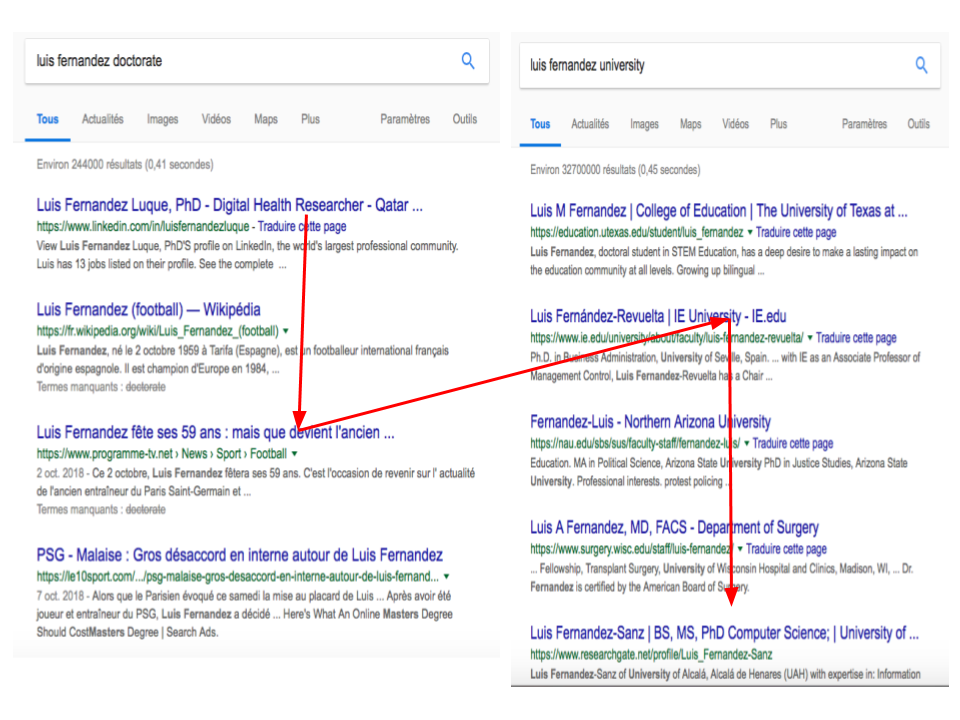 luis fernandez doctorate
Tous Actualités Images Vidéos Maps Plus Paramètres Outils
Environ 244000 résultats (0,41 secondes)
Luis Fernandez Luque, PhD - Digital Health Researcher - Qatar ...
https://www.linkedin.com/in/luisfernandezluque - Traduire cette page
View Luis Fernandez Luque, PhD'S profile on LinkedIn, the world's largest professional community.
Luis has 13 jobs listed on their profile. See the complete ...
Luis Fernandez (football) — Wikipédia
https://fr.wikipedia.org/wiki/Luis_Fernandez_(football)
Luis Fernandez, né le 2 octobre 1959 à Tarifa (Espagne), est un footballeur international français
d'origine espagnole. Il est champion d'Europe en 1984, ...
Termes manquants : doctorate
Luis Fernandez fête ses 59 ans : mais que devient l'ancien ...
https://www.programme-tv.net › News › Sport › Football
2 oct. 2018 - Ce 2 octobre, Luis Fernandez fêtera ses 59 ans. C'est l'occasion de revenir sur l' actualité
de l'ancien entraîneur du Paris Saint-Germain et ...
Termes manquants : doctorate
PSG - Malaise : Gros désaccord en interne autour de Luis Fernandez
https://le10sport.com/.../psg-malaise-gros-desaccord-en-interne-autour-de-luis-fernand...
7 oct. 2018 - Alors que le Parisien évoqué ce samedi la mise au placard de Luis ... Après avoir été
joueur et entraîneur du PSG, Luis Fernandez a décidé ... Here's What An Online Masters Degree
Should CostMasters Degree | Search Ads.
luis fernandez university
Tous Actualités Images Maps Vidéos Plus Paramètres Outils
Environ 32700000 résultats (0,45 secondes)
Luis M Fernandez | College of Education | The University of Texas at ...
https://education.utexas.edu/student/luis_fernandez Traduire cette page
Luis Fernandez, doctoral student in STEM Education, has a deep desire to make a lasting impact on
the education community at all levels. Growing up bilingual ...
Luis Fernández-Revuelta | IE University - IE.edu
https://www.ie.edu/university/about/faculty/luis-fernandez-revuelta/ Traduire cette page
Ph.D. in Business Administration, University of Seville, Spain. ... with IE as an Associate Professor of
Management Control, Luis Fernandez-Revuelta has a Chair ...
Fernandez-Luis - Northern Arizona University
https://nau.edu/sbs/sus/faculty-staff/fernandez-luis/ Traduire cette page
Education. MA in Political Science, Arizona State University PhD in Justice Studies, Arizona State
University. Professional interests. protest policing ...
Luis A Fernandez, MD, FACS - Department of Surgery
https://www.surgery.wisc.edu/staff/luis-fernandez/ Traduire cette page
... Fellowship, Transplant Surgery, University of Wisconsin Hospital and Clinics, Madison, WI, ... Dr.
Fernandez is certified by the American Board of Surgery.
Luis Fernandez-Sanz | BS, MS, PhD Computer Science; | University of ...
https://www.researchgate.net/profile/Luis_Fernandez-Sanz
Luis Fernandez-Sanz of University of Alcalá, Alcalá de Henares (UAH) with expertise in: Information